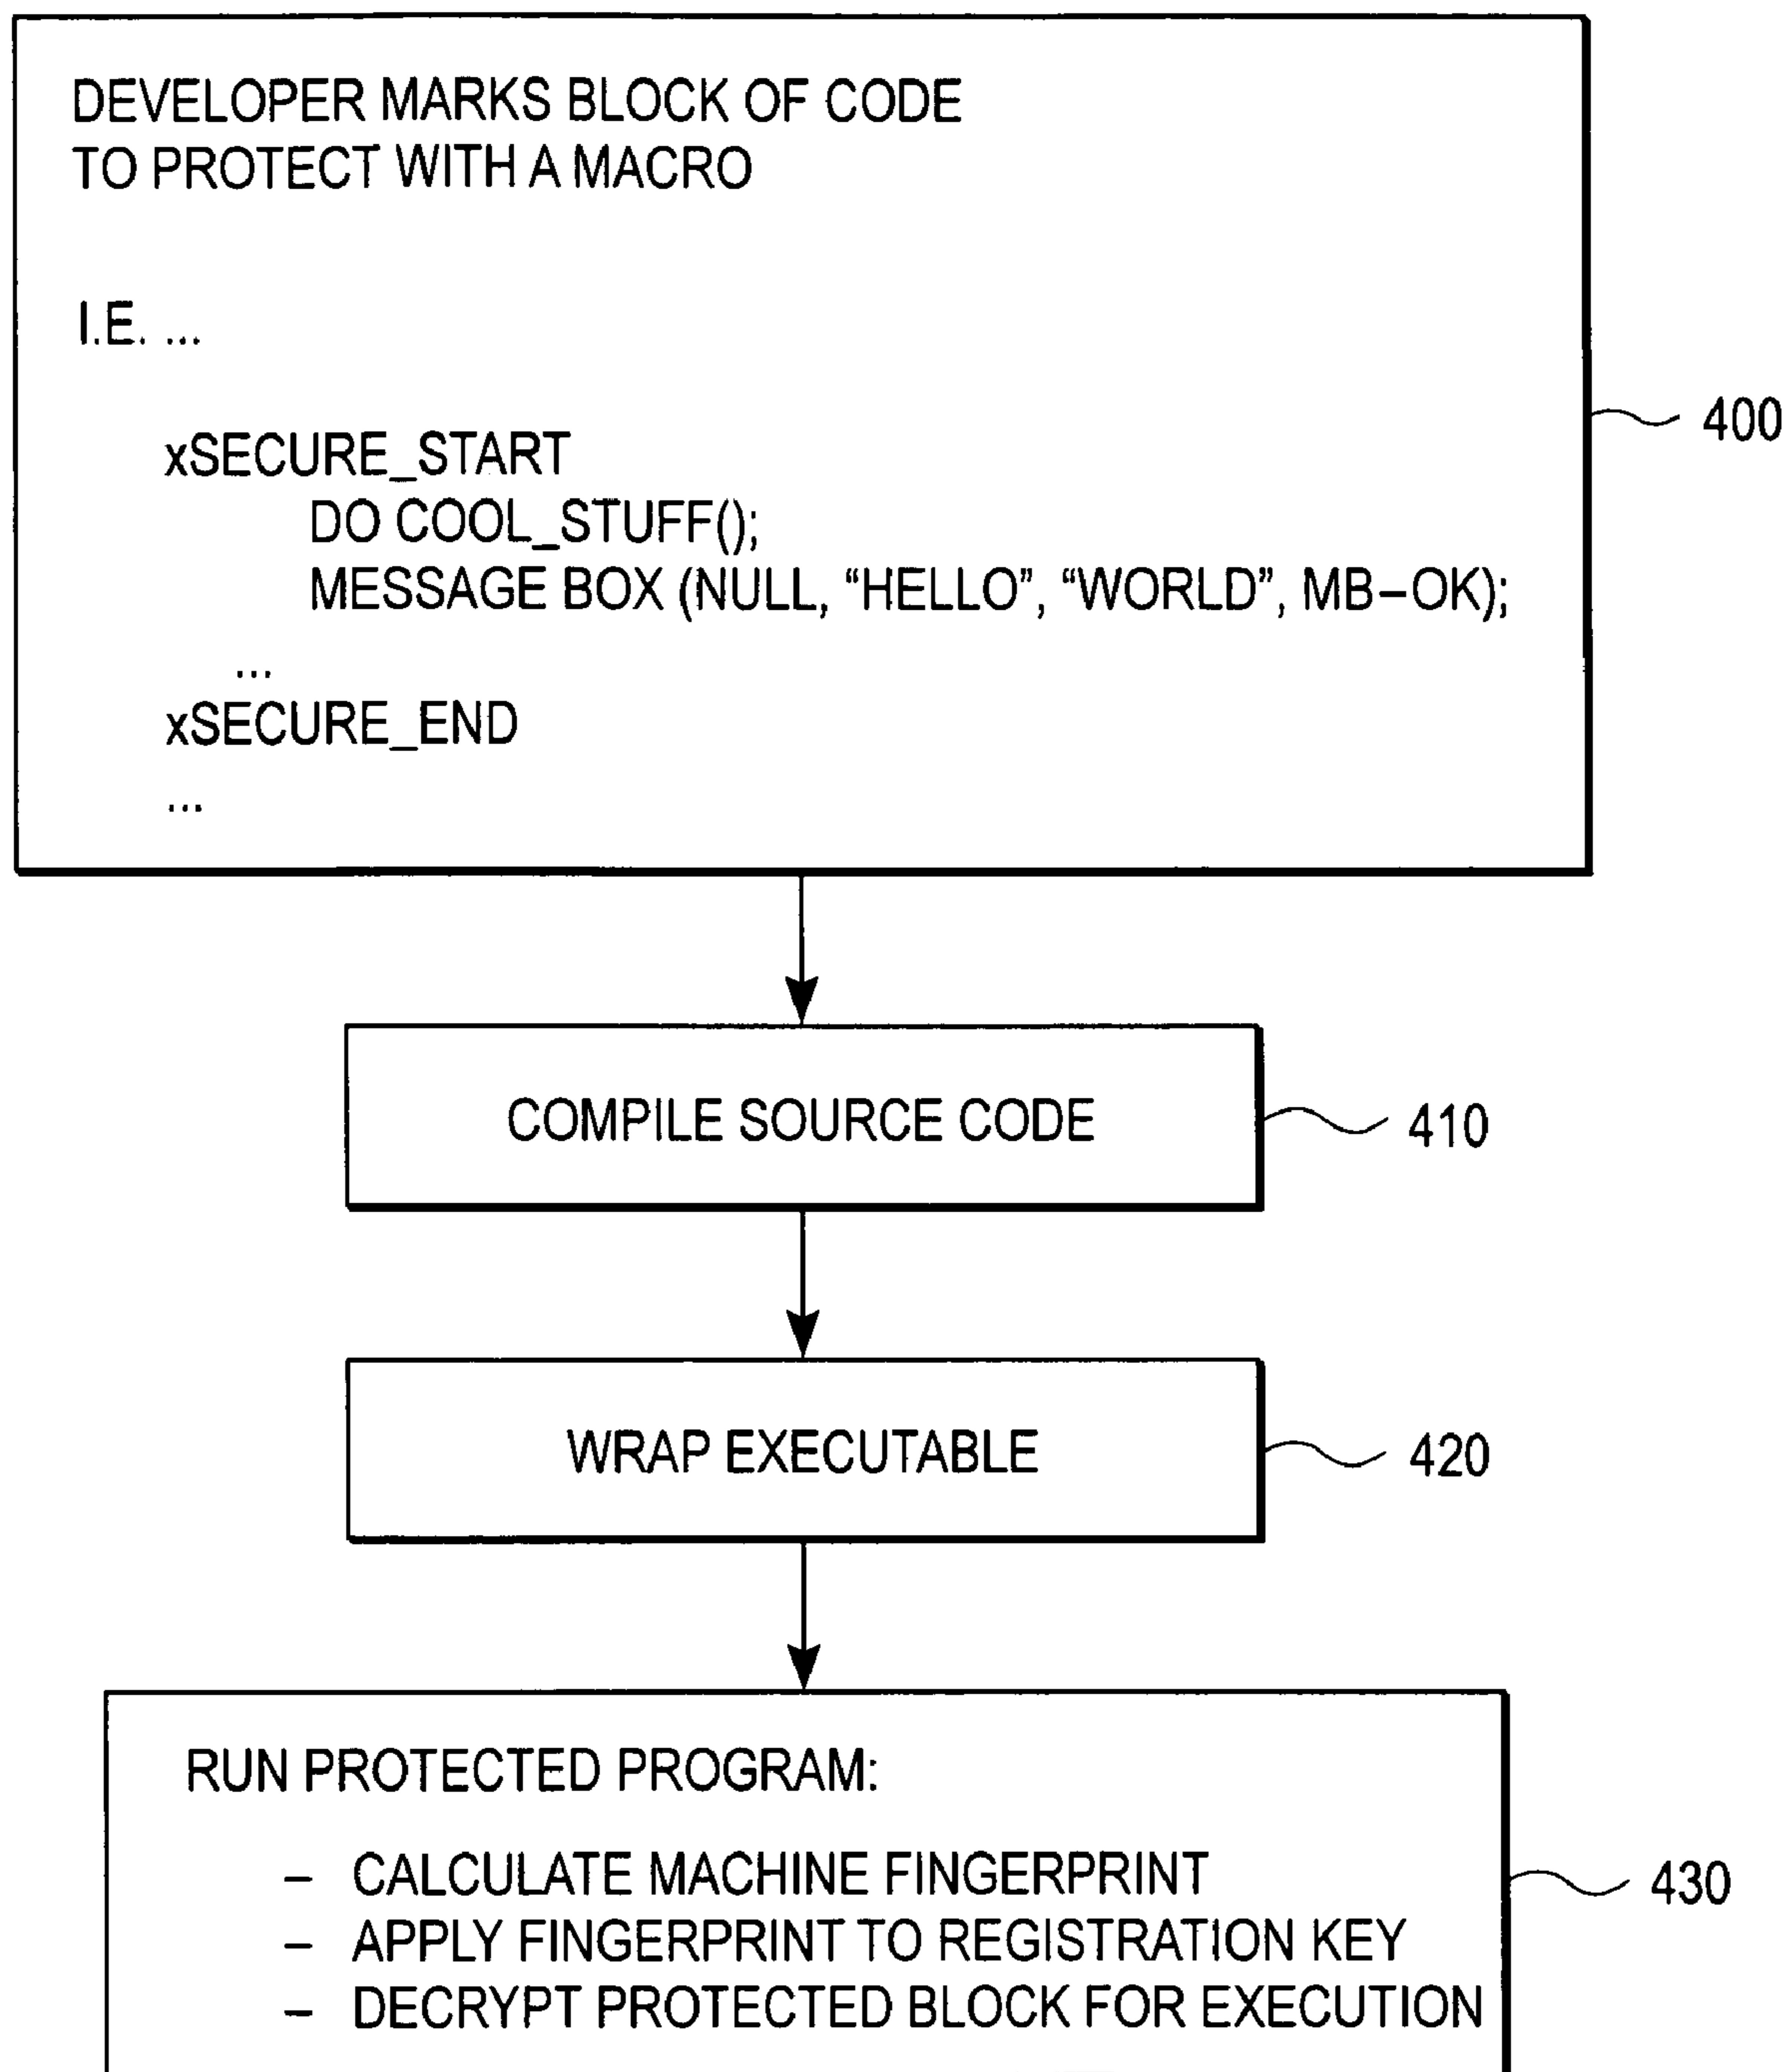 DEVELOPER MARKS BLOCK OF CODE
TO PROTECT WITH A MACRO
I.E. ...
xSECURE_START
DO COOL_STUFF();
MESSAGE BOX (NULL, “HELLO”, “WORLD”, MB–OK);
...
xSECURE_END
...
400
COMPILE SOURCE CODE
410
WRAP EXECUTABLE
420
RUN PROTECTED PROGRAM:
– CALCULATE MACHINE FINGERPRINT
– APPLY FINGERPRINT TO REGISTRATION KEY
– DECRYPT PROTECTED BLOCK FOR EXECUTION
430